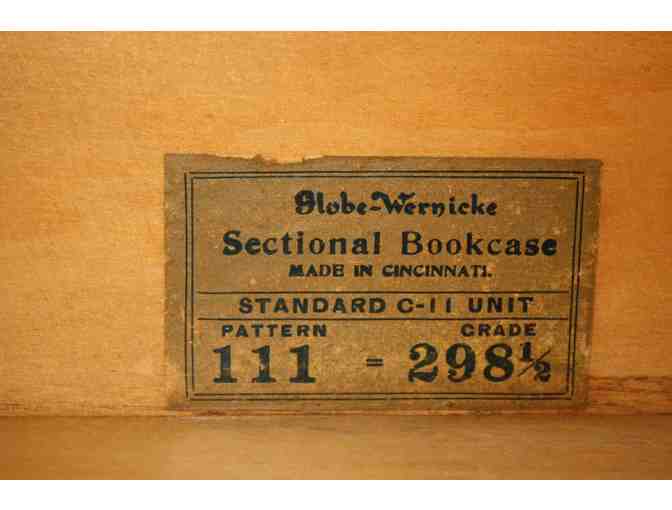 Globe-Wernicke
Sectional Bookcase
MADE IN CINCINNATI.
STANDARD C-11 UNIT
PATTERN GRADE
111 = 298½